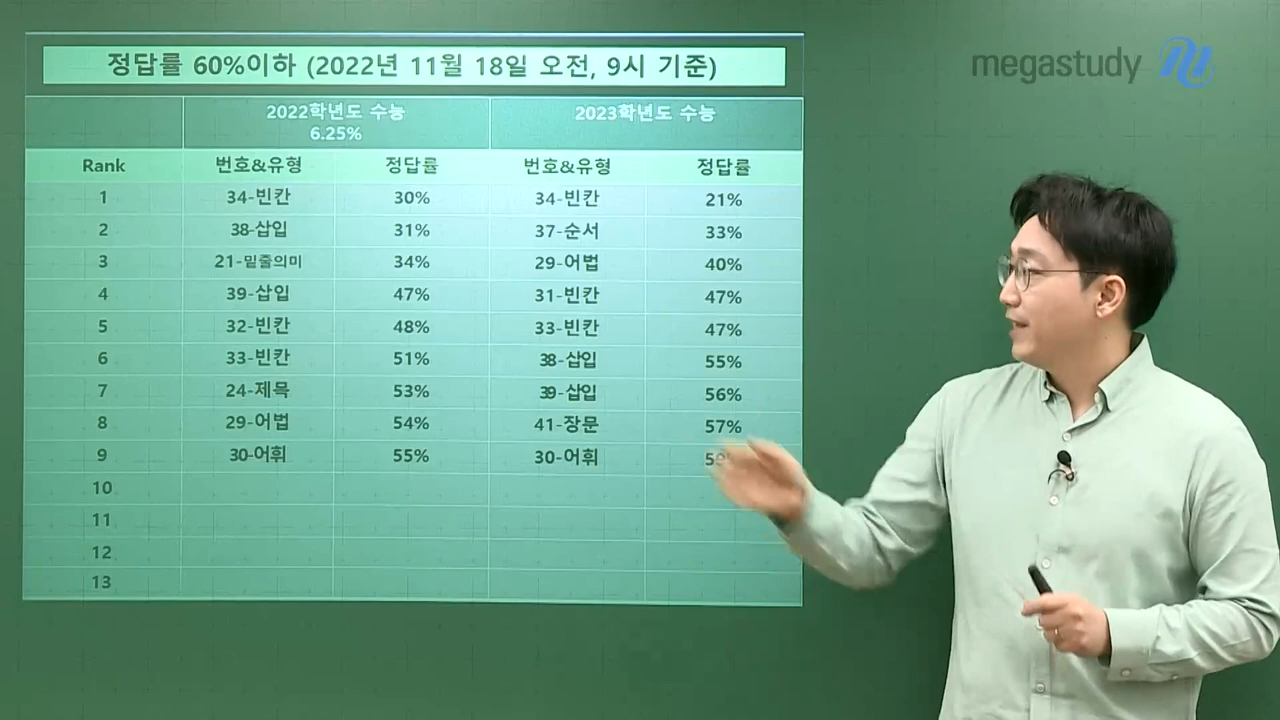 megastudy
정답률 60%이하 (2022년 11월 18일 오전, 9시 기준)
2022학년도 수능 2023학년도 수능
6.25%
Rank 번호&유형 정답률 번호&유형 정답률
1 34-빈칸 30% 34-빈칸 21%
2 38-삽입 31% 37-순서 33%
3 21-밑줄의미 34% 29-어법 40%
4 39-삽입 47% 31-빈칸 47%
5 32-빈칸 48% 33-빈칸 47%
6 33-빈칸 51% 38-삽입 55%
7 24-제목 53% 39-삽입 56%
8 29-어법 54% 41-장문 57%
9 30-어휘 55% 30-어휘
10
11
12
13